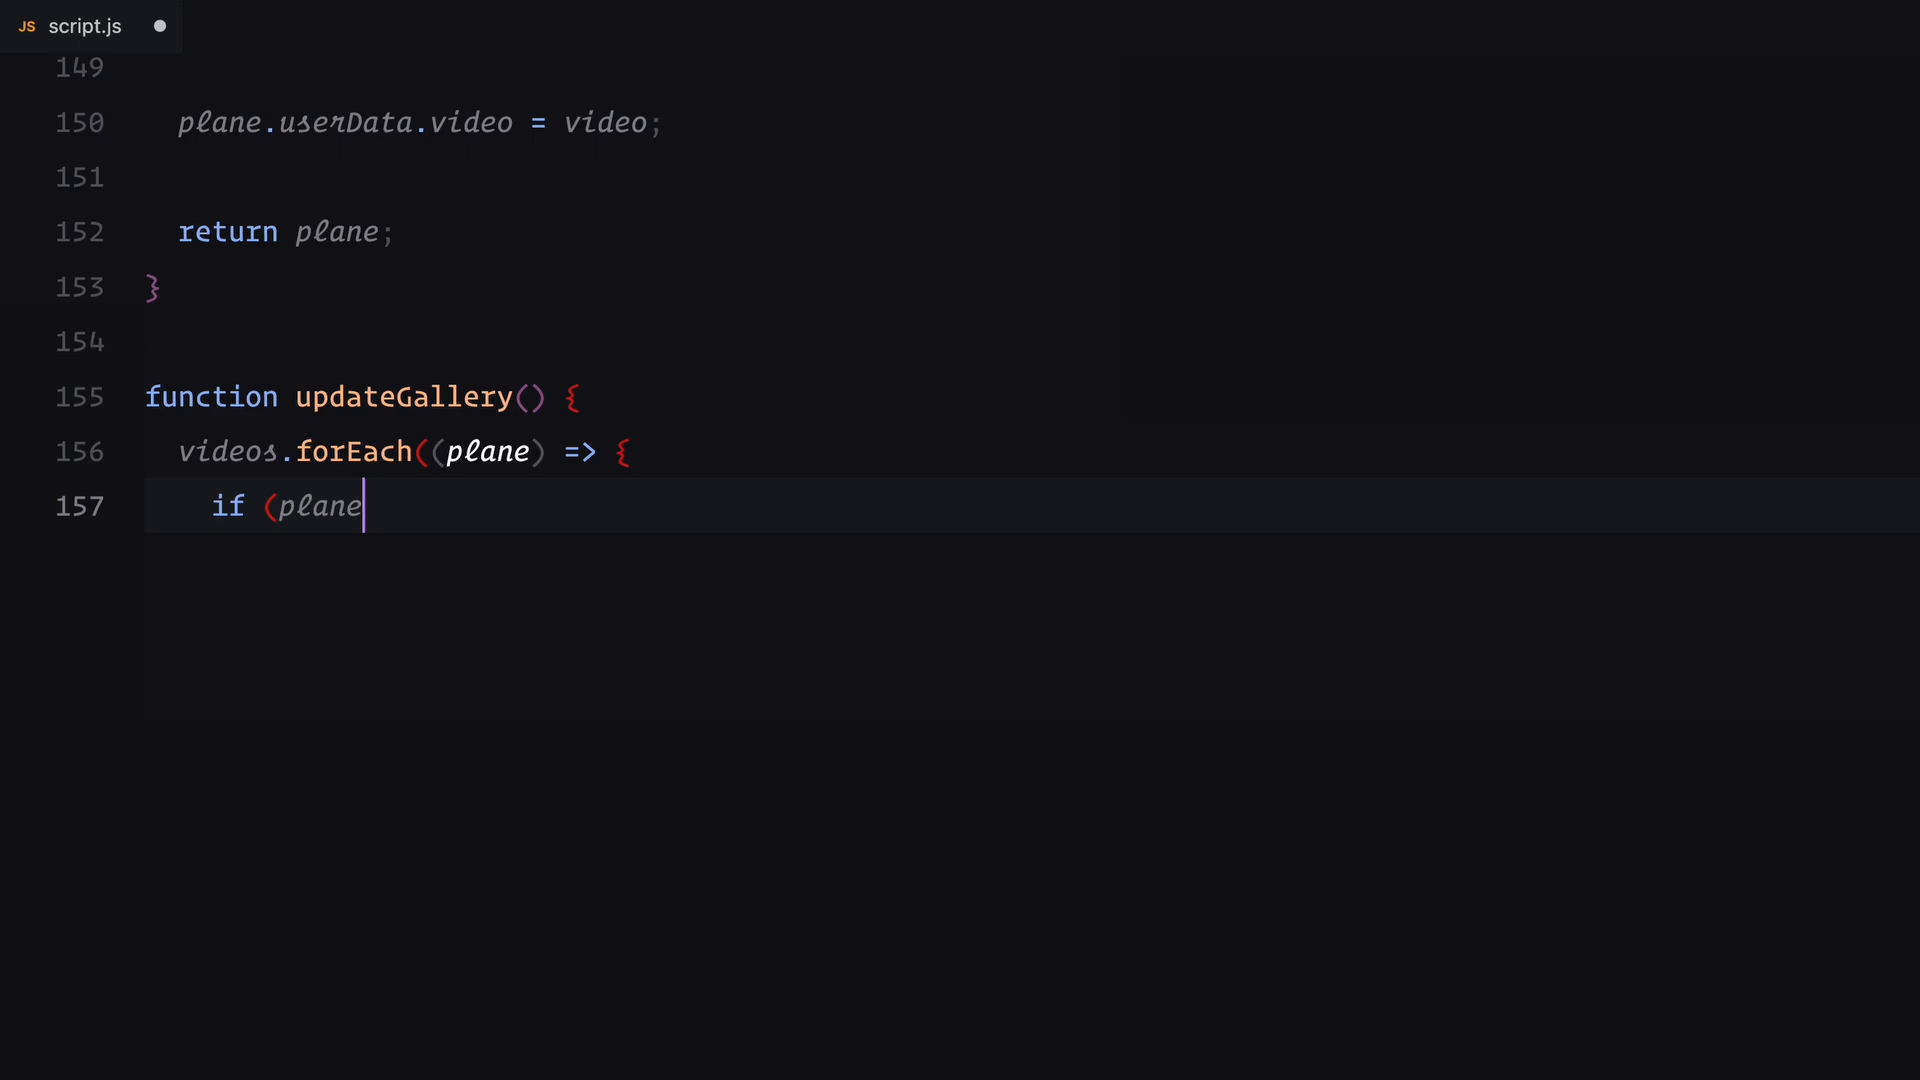 JS script.js
149
150 plane.userData.video = video;
151
152 return plane;
153 }
154
155 function updateGallery() {
156 videos.forEach((plane) => {
157 if (plane